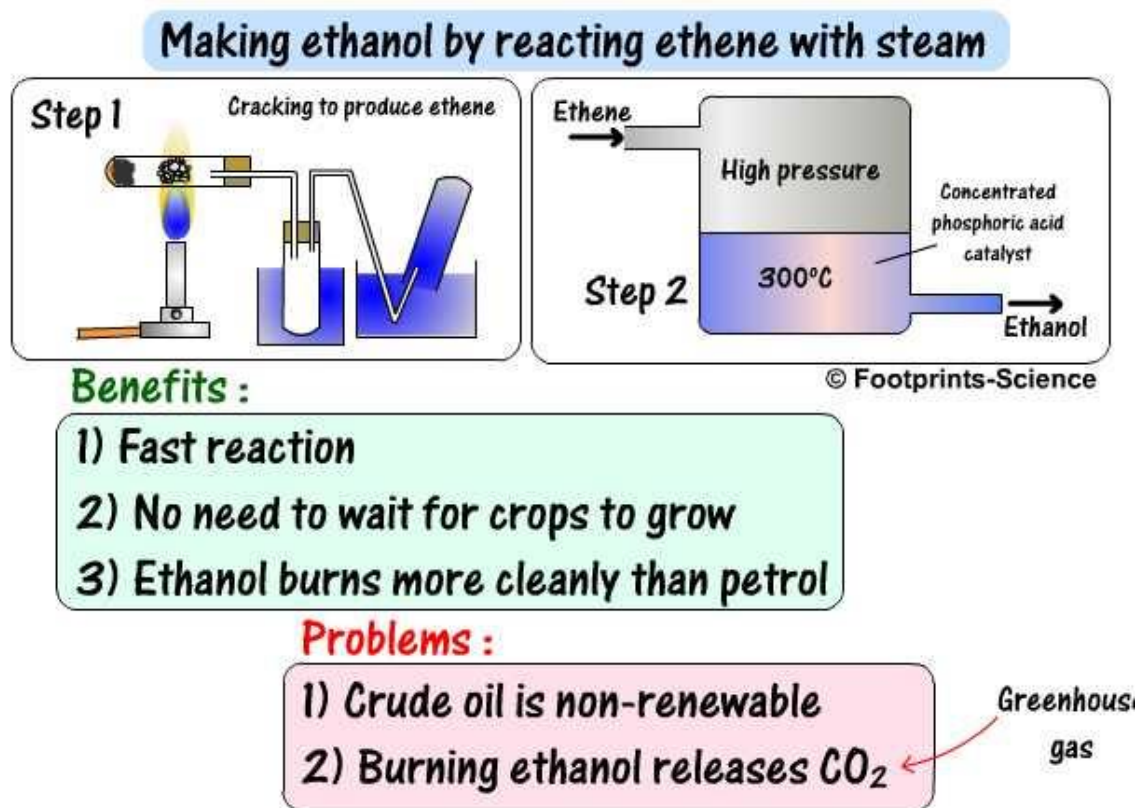 Making ethanol by reacting ethene with steam
Step 1
Cracking to produce ethene
Ethene
High pressure
Concentrated
phosphoric acid
catalyst
300°C
Step 2
Ethanol
© Footprints-Science
Benefits :
1) Fast reaction
2) No need to wait for crops to grow
3) Ethanol burns more cleanly than petrol
Problems :
1) Crude oil is non-renewable
2) Burning ethanol releases CO₂
Greenhouse
gas